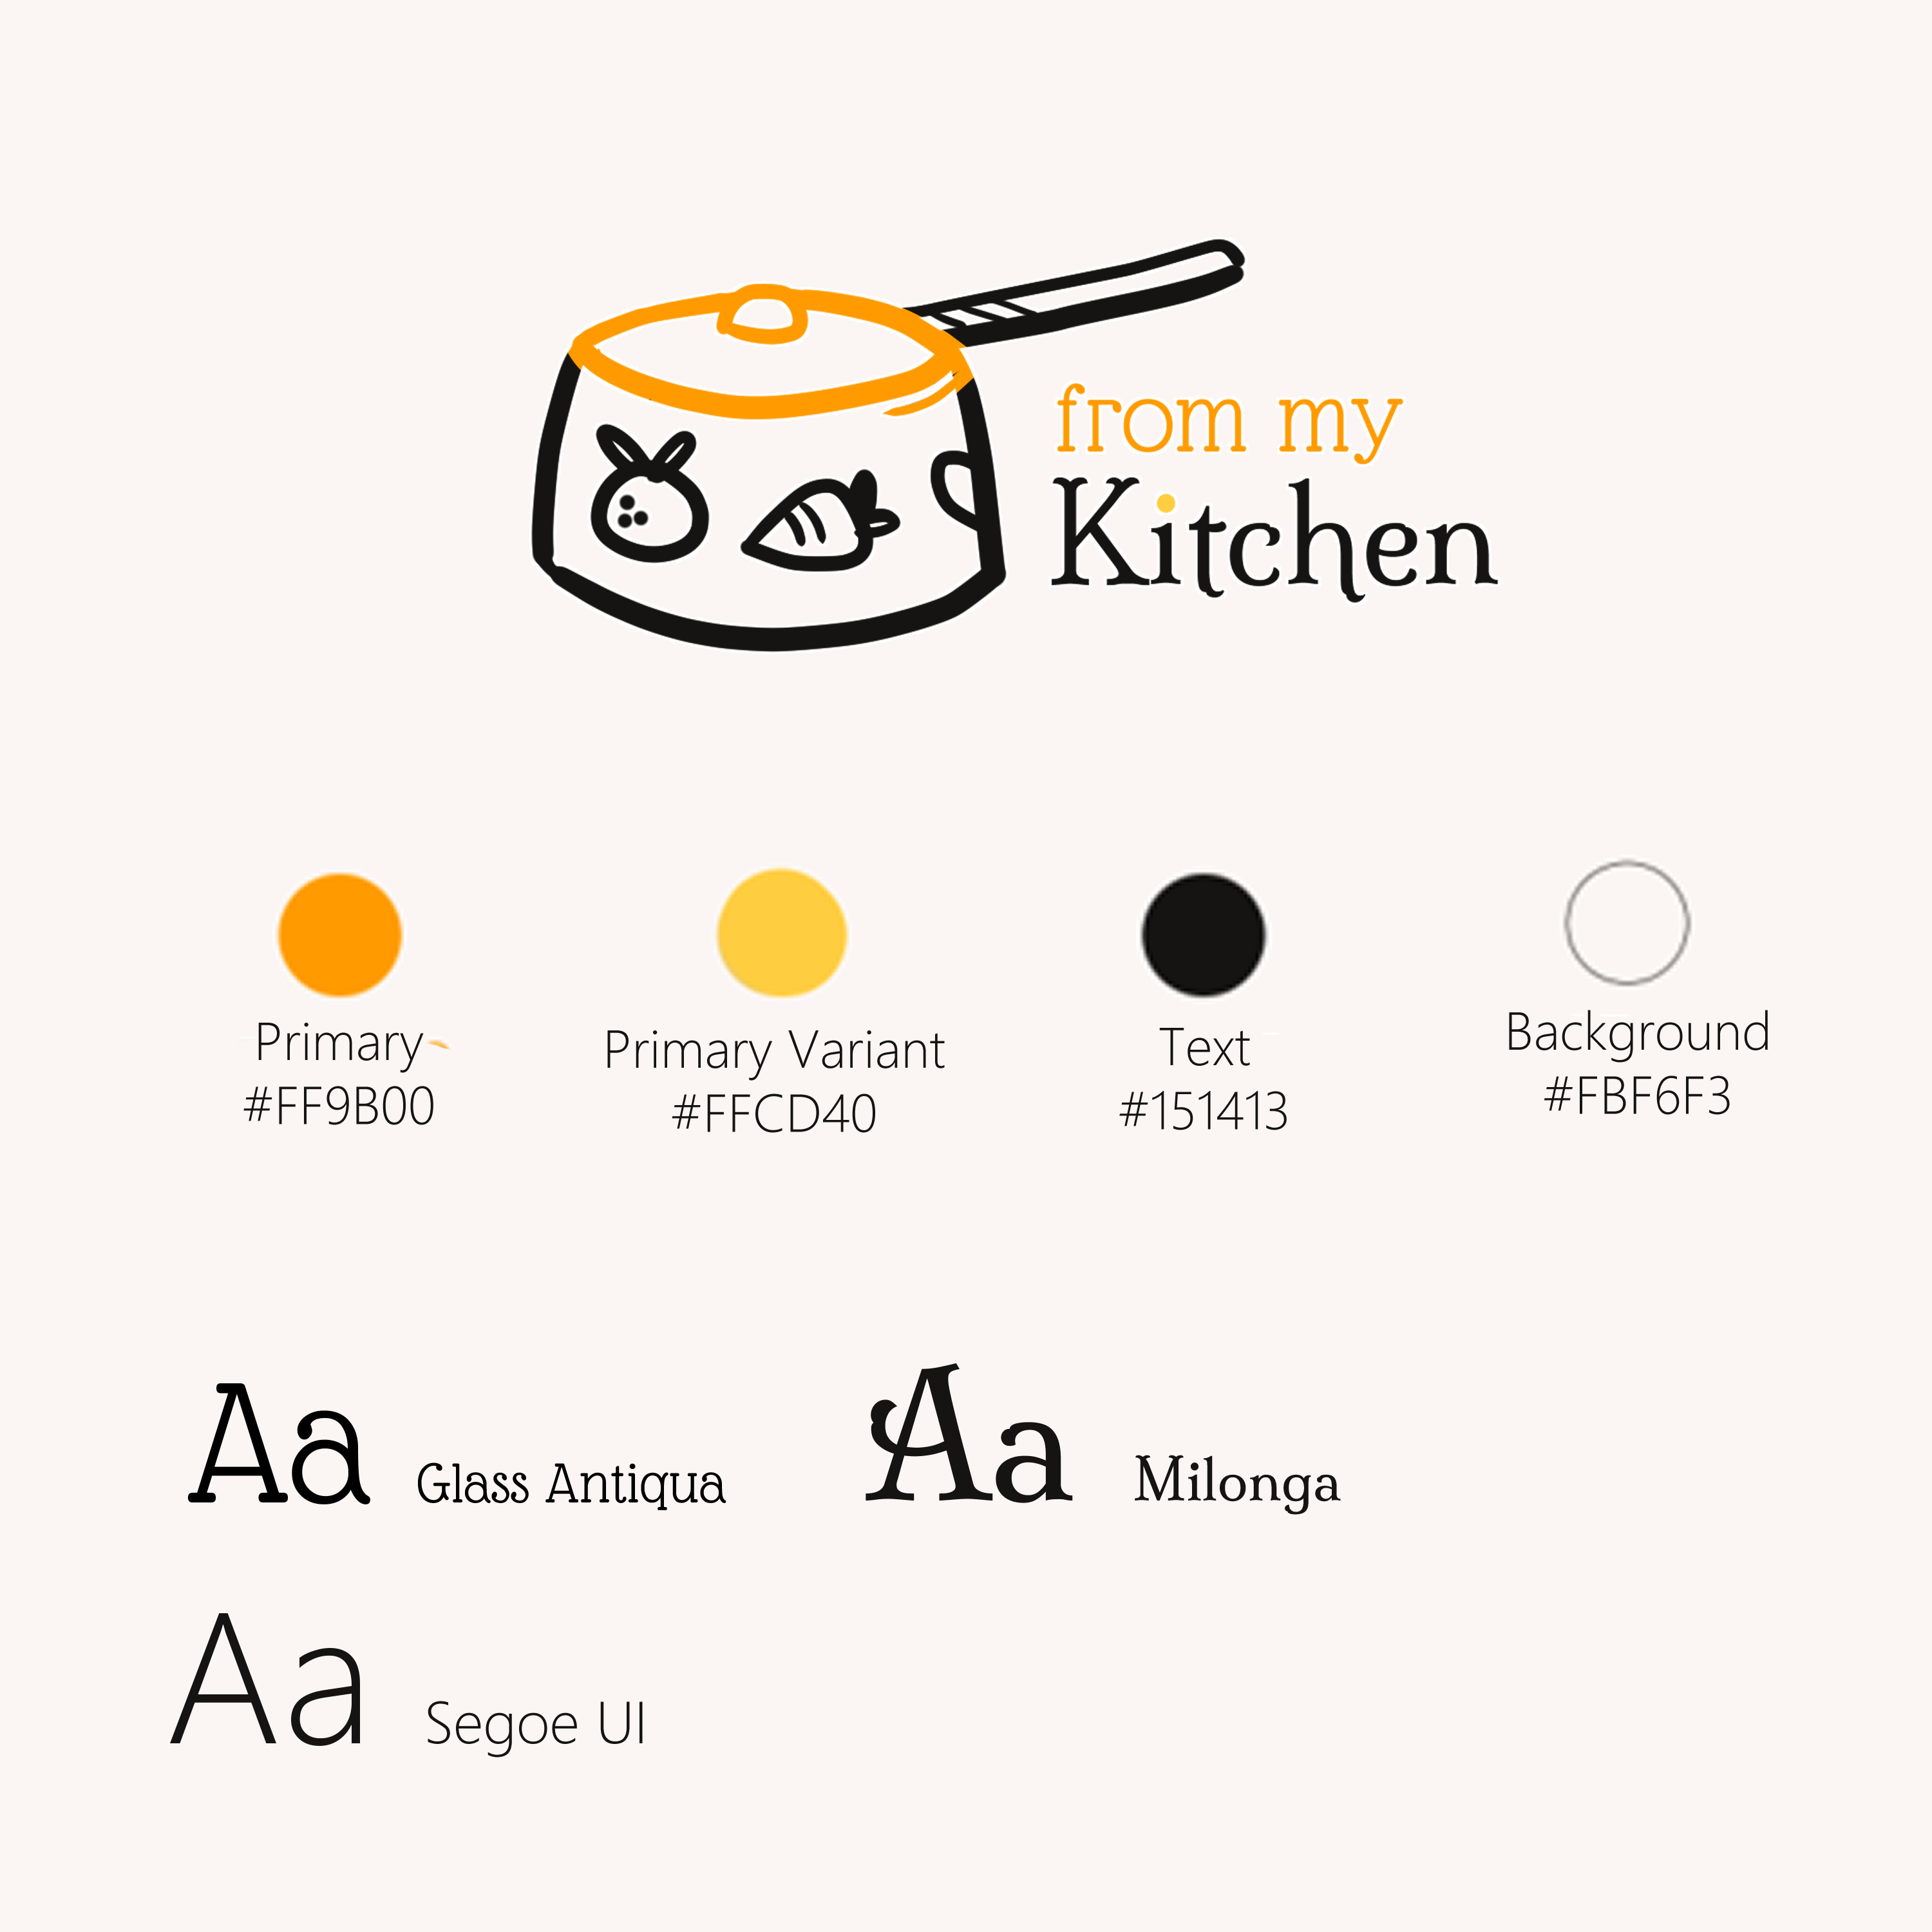 from my
Kitchen
Primary
#FF9B00
Primary Variant
#FFCD40
Text
#151413
Background
#FBF6F3
Aa Glass Antiqua
Aa Milonga
Aa Segoe UI